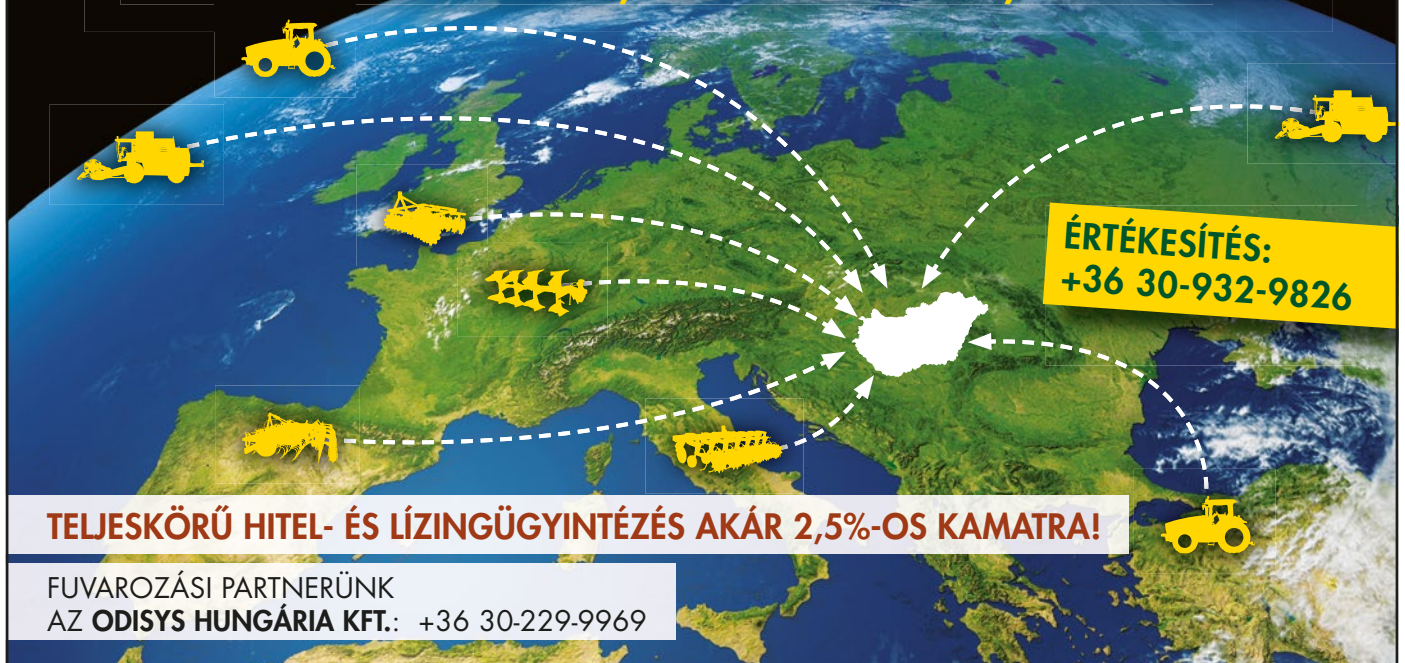 ÉRTÉKESÍTÉS:
+36 30-932-9826
TELJESKÖRŰ HITEL- ÉS LÍZINGÜGYINTÉZÉS AKÁR 2,5%-OS KAMATRA!
FUVAROZÁSI PARTNERÜNK
AZ ODISYS HUNGÁRIA KFT.: +36 30-229-9969